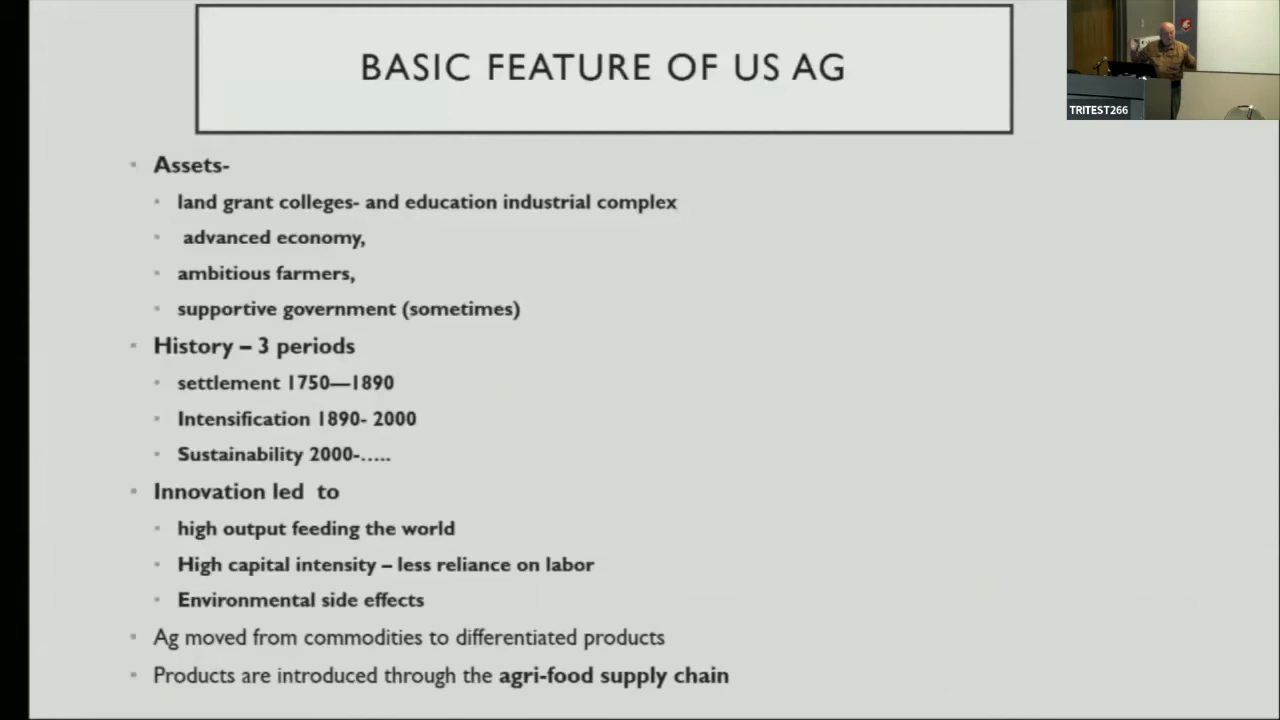 BASIC FEATURE OF US AG
TRITEST266
• Assets-
• land grant colleges- and education industrial complex
• advanced economy,
• ambitious farmers,
• supportive government (sometimes)
• History – 3 periods
• settlement 1750—1890
• Intensification 1890- 2000
• Sustainability 2000-…..
• Innovation led to
• high output feeding the world
• High capital intensity – less reliance on labor
• Environmental side effects
• Ag moved from commodities to differentiated products
• Products are introduced through the agri-food supply chain